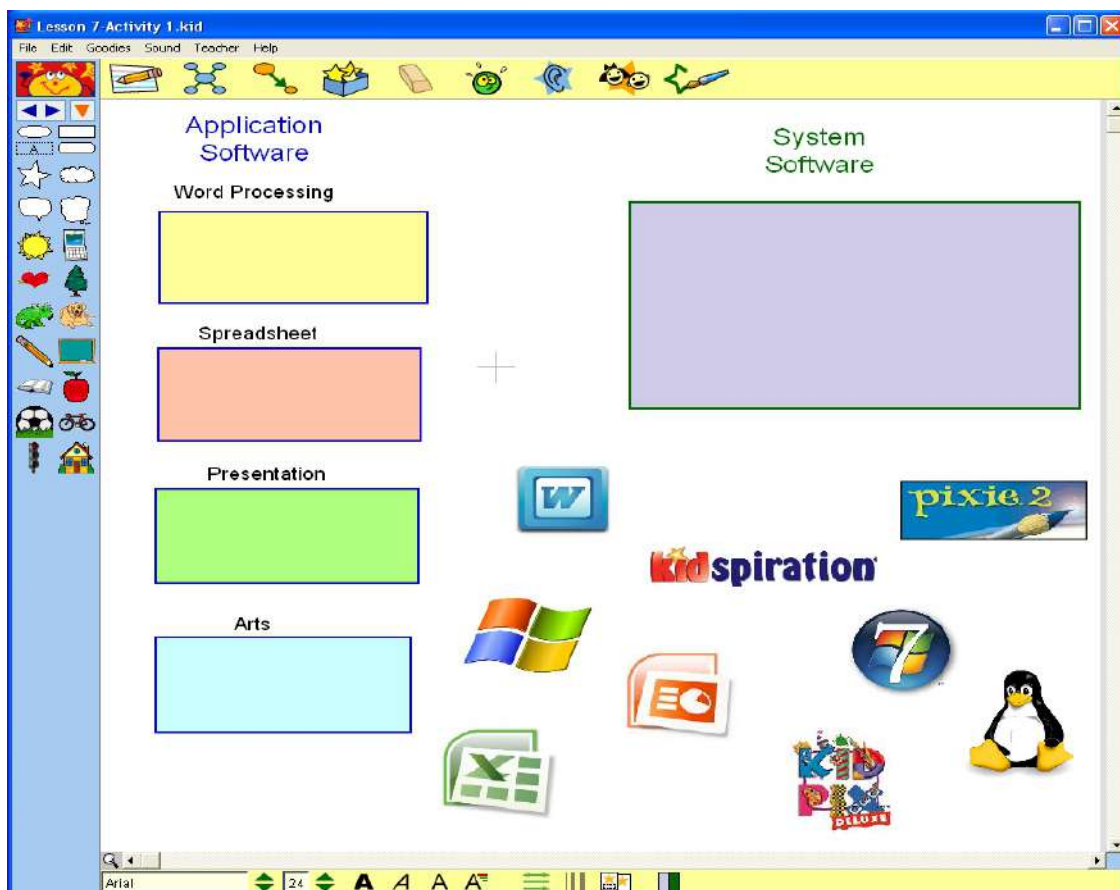 Lesson 7-Activity 1.kid
File Edit Goodies Sound Teacher Help
A
Application
Software
System
Software
Word Processing
Spreadsheet
Presentation
Arts
W
pixie 2
kidspiration
7
X
KID
PIX
DELUXE
Arial 24 A A A A